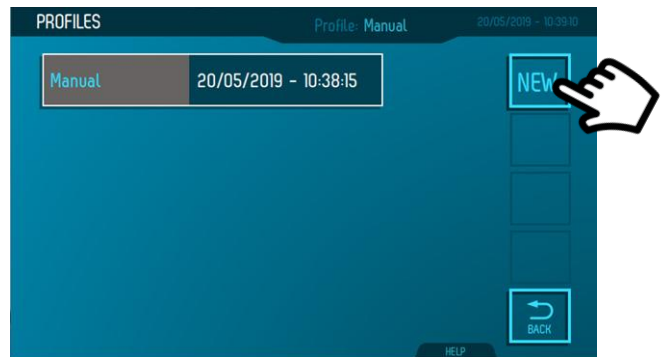 PROFILES
Profile: Manual
20/05/2019 - 10:39:10
Manual
20/05/2019 - 10:38:15
NEW
BACK
HELP